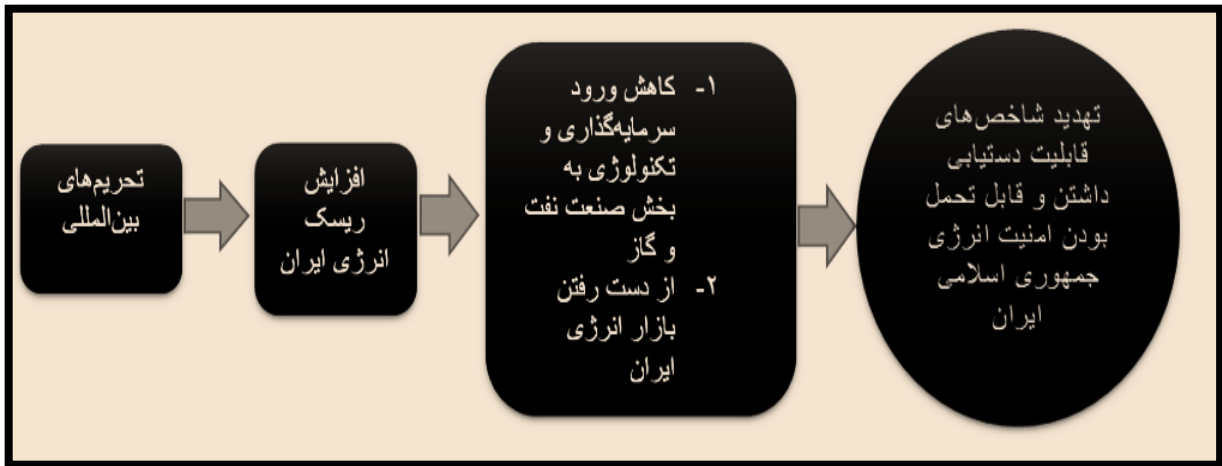 تحریم‌های
بین‌المللی
افزایش
ریسک
انرژی ایران
۱- کاهش ورود
سرمایه‌گذاری و
تکنولوژی به
بخش صنعت نفت
و گاز
۲- از دست رفتن
بازار انرژی
ایران
تهدید شاخص‌های
قابلیت دستیابی
داشتن و قابل تحمل
بودن امنیت انرژی
جمهوری اسلامی
ایران